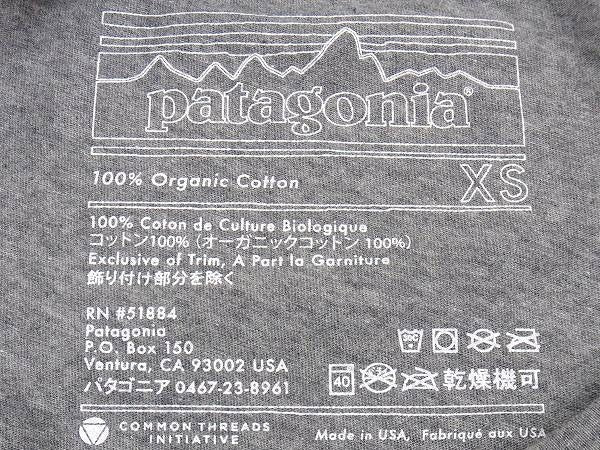 patagonia®
100% Organic Cotton
XS
100% Coton de Culture Biologique
コットン100% (オーガニックコットン 100%)
Exclusive of Trim, A Part la Garniture
飾り付け部分を除く
RN #51884
Patagonia
P.O. Box 150
Ventura, CA 93002 USA
パタゴニア 0467-23-8961
40 乾燥機可
COMMON THREADS
INITIATIVE
Made in USA, Fabriqué aux USA